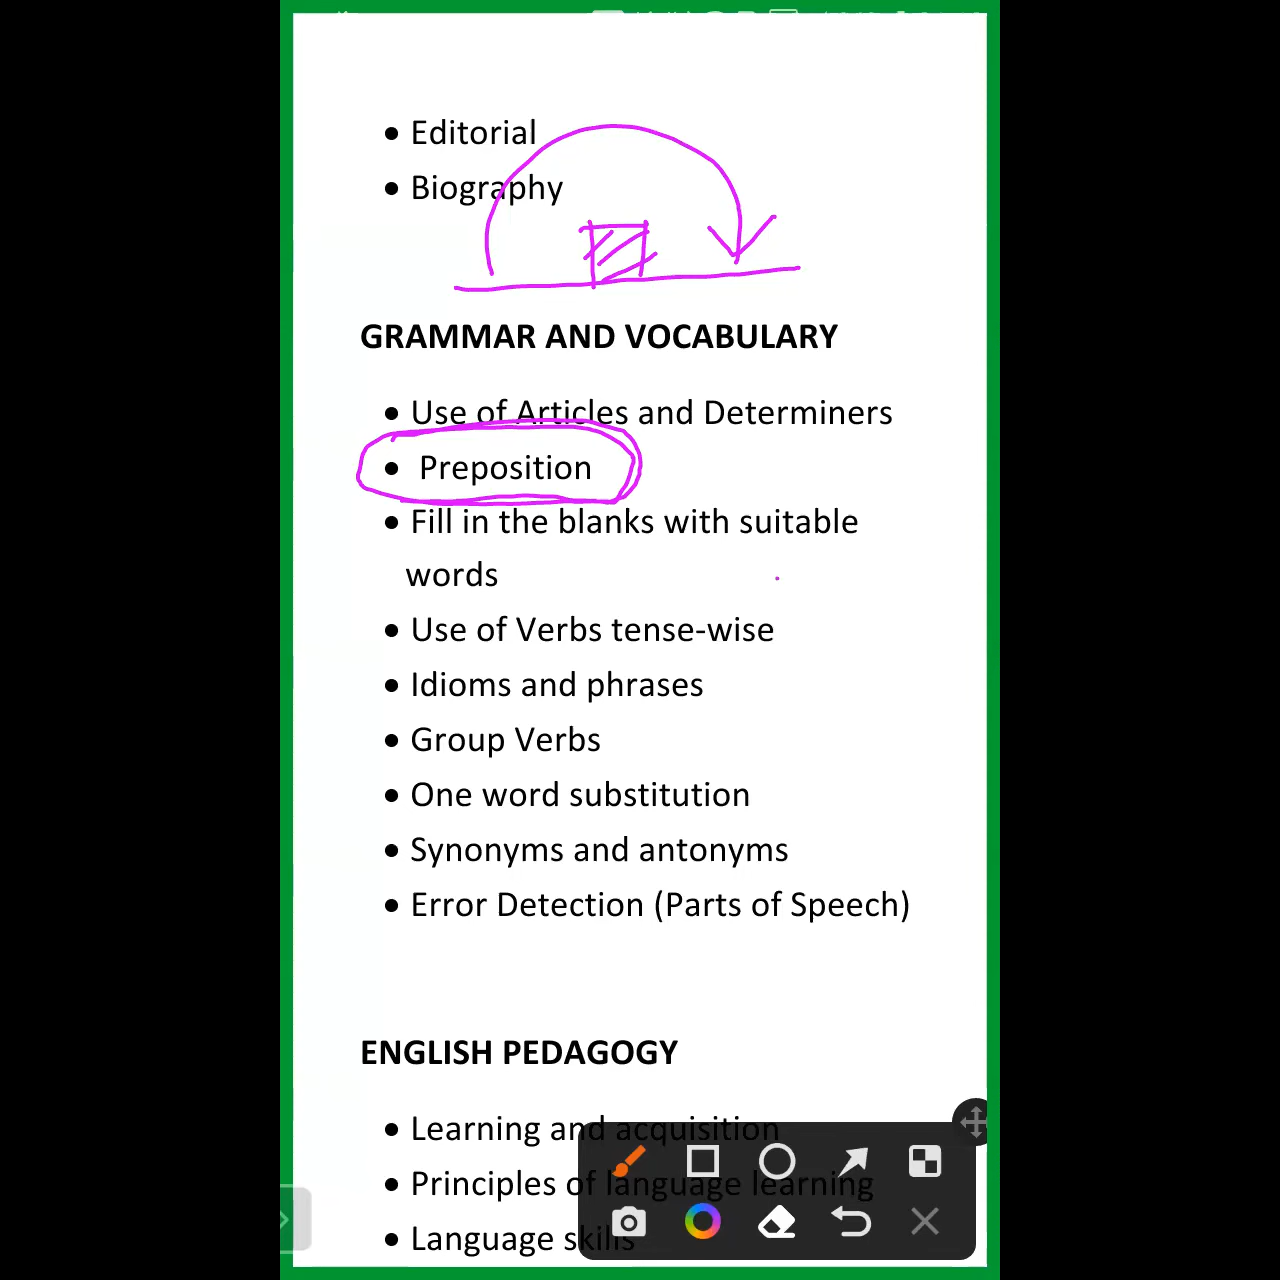 • Editorial
• Biography
GRAMMAR AND VOCABULARY
• Use of Articles and Determiners
• Preposition
• Fill in the blanks with suitable
words
• Use of Verbs tense-wise
• Idioms and phrases
• Group Verbs
• One word substitution
• Synonyms and antonyms
• Error Detection (Parts of Speech)
ENGLISH PEDAGOGY
• Learning and acquisition
• Principles of language learning
• Language skills